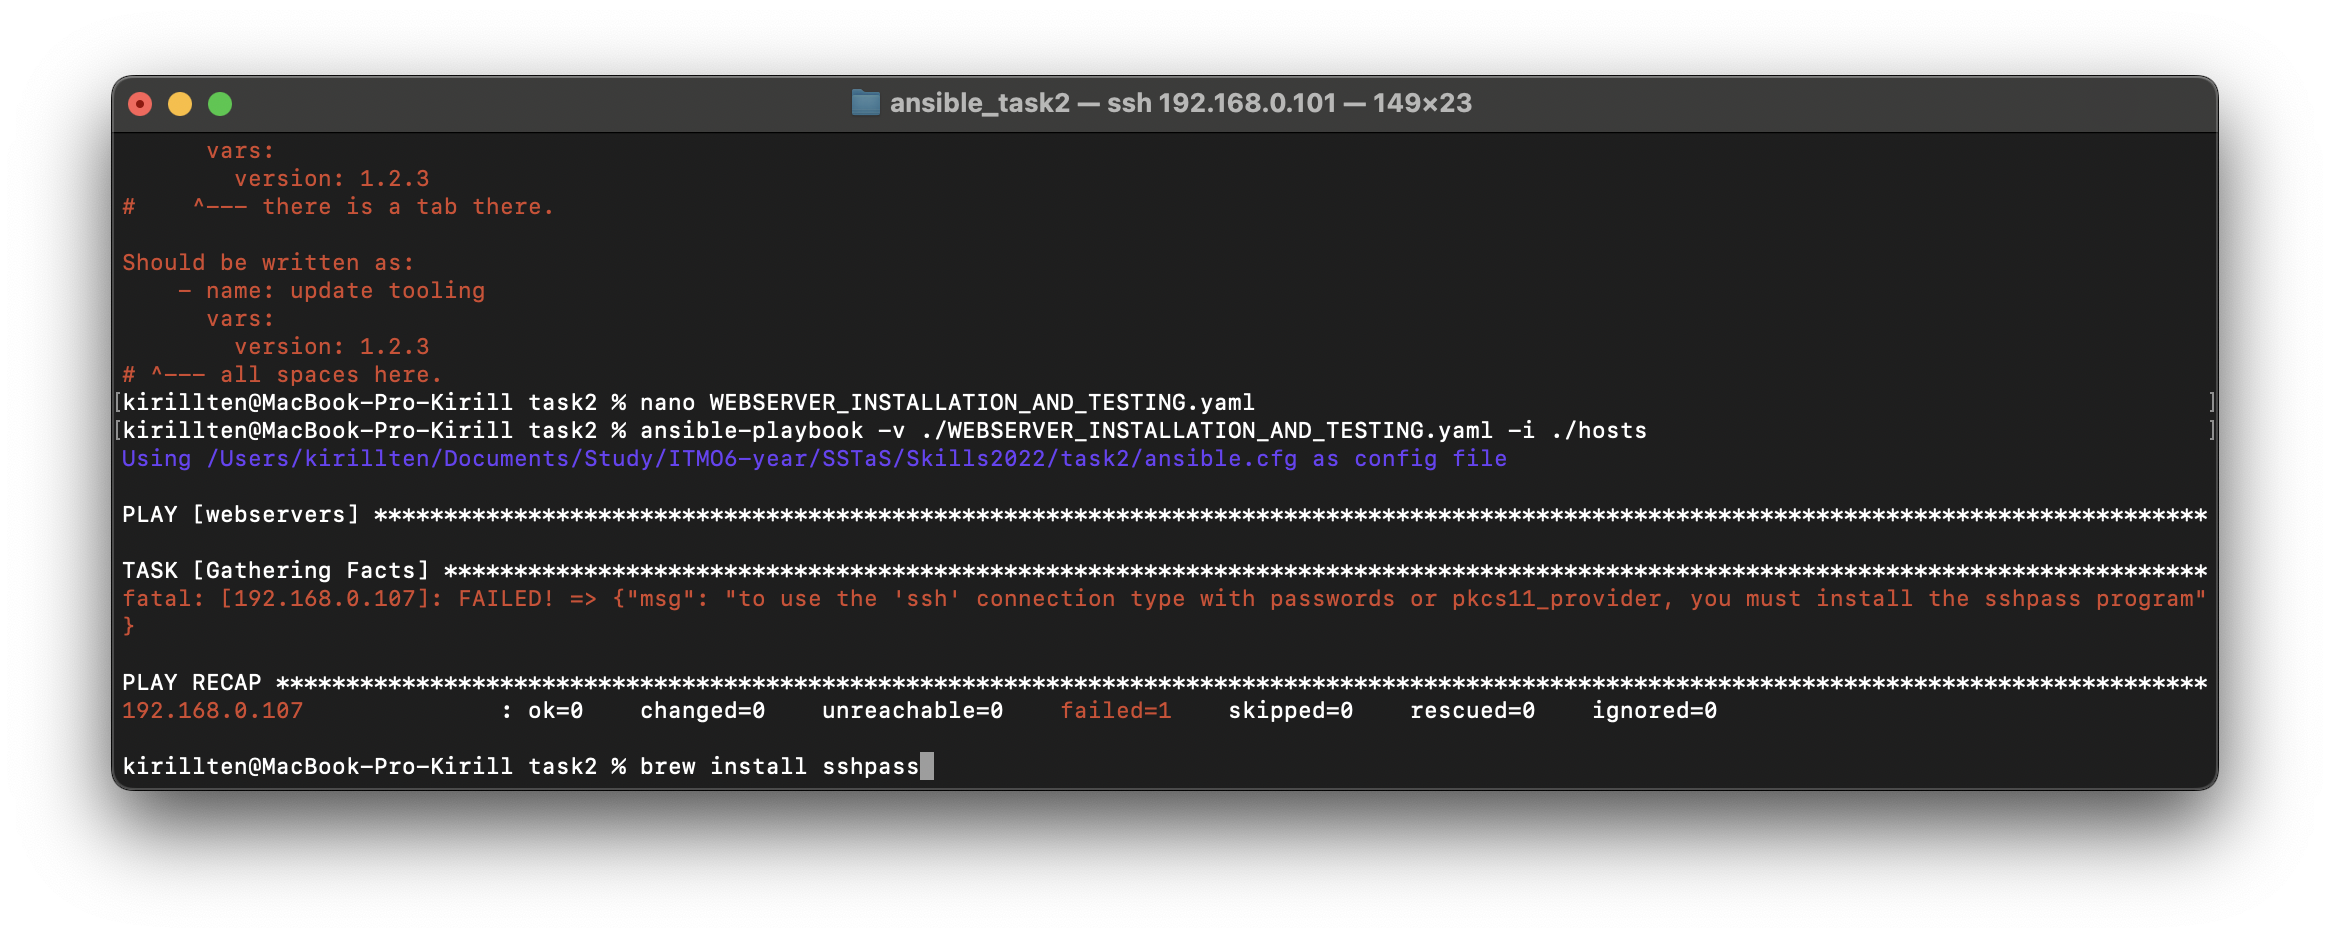 ansible_task2 — ssh 192.168.0.101 — 149×23
      vars:
        version: 1.2.3
#    ^--- there is a tab there.
Should be written as:
    - name: update tooling
      vars:
        version: 1.2.3
# ^--- all spaces here.
[kirillten@MacBook-Pro-Kirill task2 % nano WEBSERVER_INSTALLATION_AND_TESTING.yaml ]
[kirillten@MacBook-Pro-Kirill task2 % ansible-playbook -v ./WEBSERVER_INSTALLATION_AND_TESTING.yaml -i ./hosts ]
Using /Users/kirillten/Documents/Study/ITMO6-year/SSTaS/Skills2022/task2/ansible.cfg as config file
PLAY [webservers] ***********************************************************************************************************************************
TASK [Gathering Facts] ******************************************************************************************************************************
fatal: [192.168.0.107]: FAILED! => {"msg": "to use the 'ssh' connection type with passwords or pkcs11_provider, you must install the sshpass program"
}
PLAY RECAP ******************************************************************************************************************************************
192.168.0.107              : ok=0    changed=0    unreachable=0    failed=1    skipped=0    rescued=0    ignored=0
kirillten@MacBook-Pro-Kirill task2 % brew install sshpass